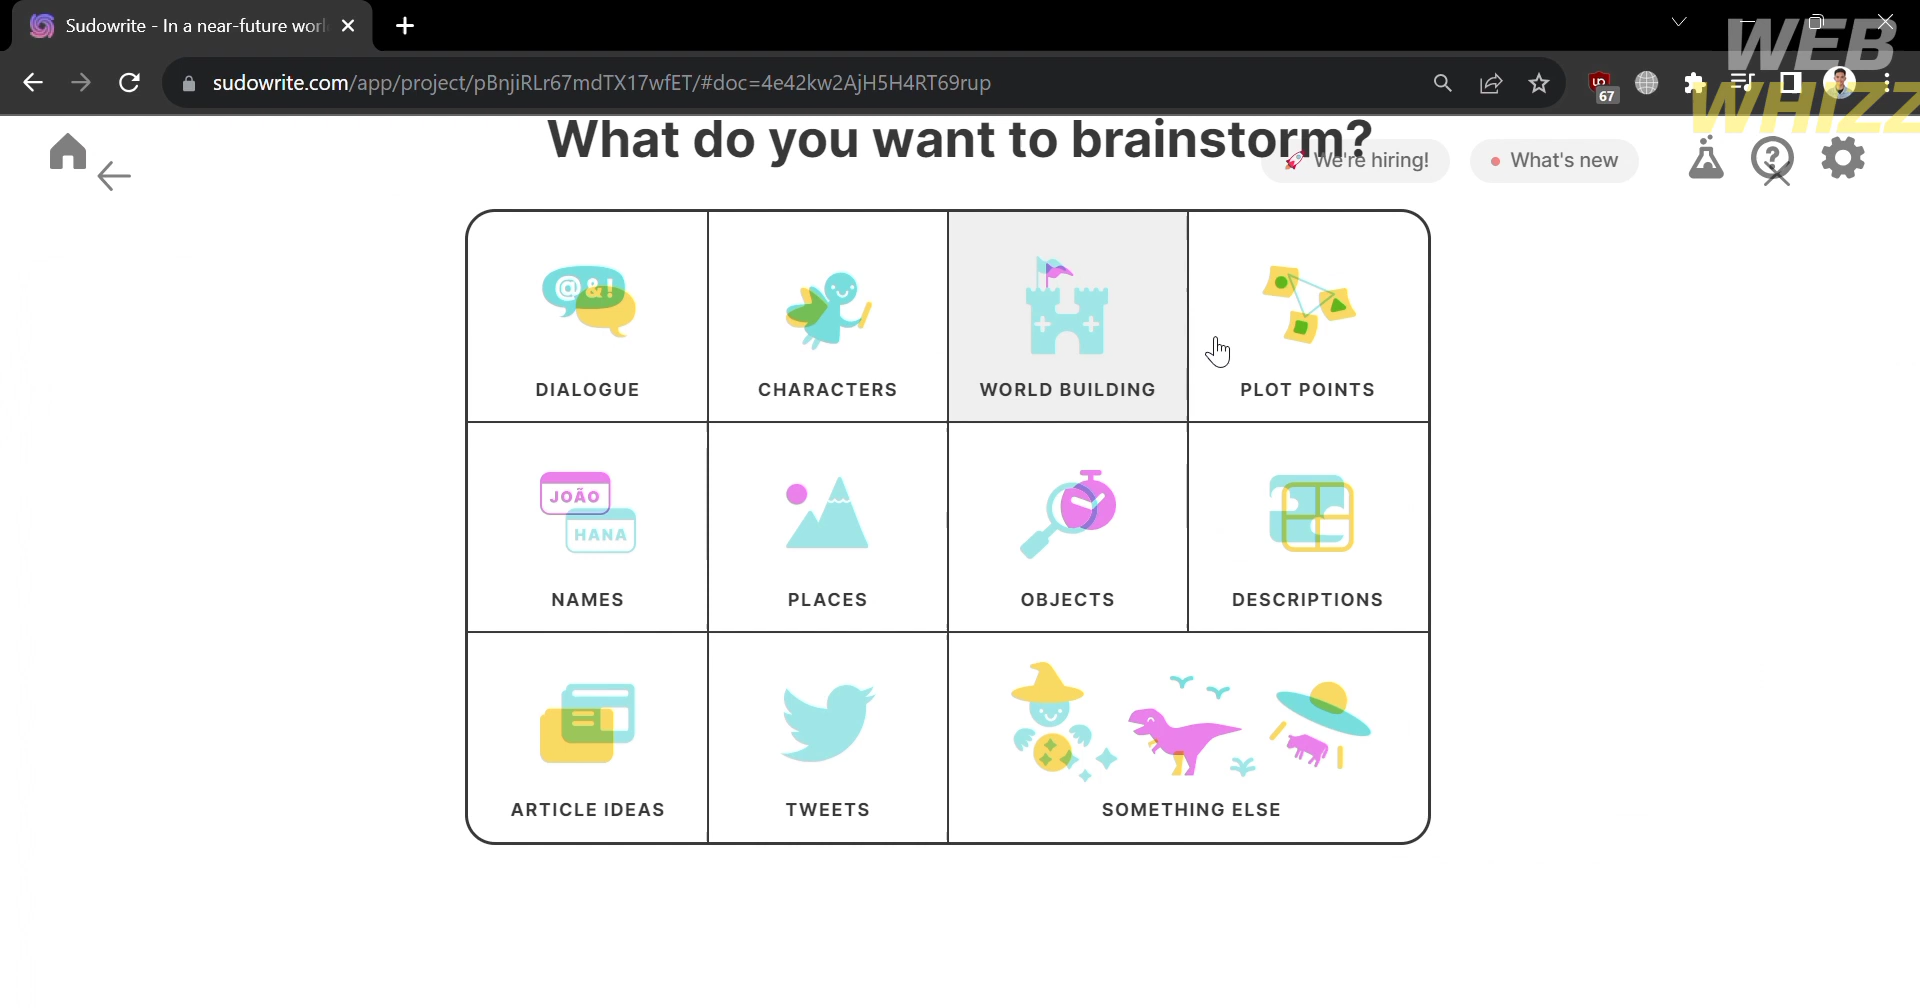 Sudowrite - In a near-future worl
sudowrite.com/app/project/pBnjiRLr67mdTX17wfET/#doc=4e42kw2AjH5H4RT69rup
67
WEB
WHIZZ
What do you want to brainstorm?
We're hiring!
What's new
@&!
DIALOGUE
CHARACTERS
WORLD BUILDING
PLOT POINTS
JOÃO
HANA
NAMES
PLACES
OBJECTS
DESCRIPTIONS
ARTICLE IDEAS
TWEETS
SOMETHING ELSE